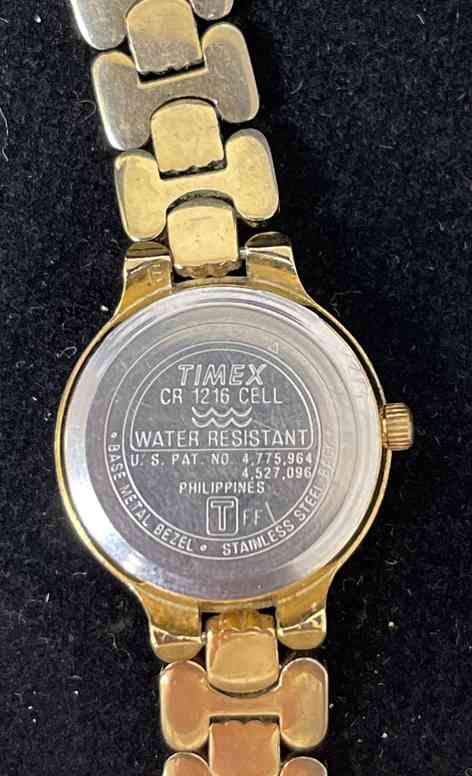 TIMEX
CR 1216 CELL
WATER RESISTANT
U.S. PAT. NO. 4,775,964
4,527,096
PHILIPPINES
T FF
• BASE METAL BEZEL • STAINLESS STEEL BACK